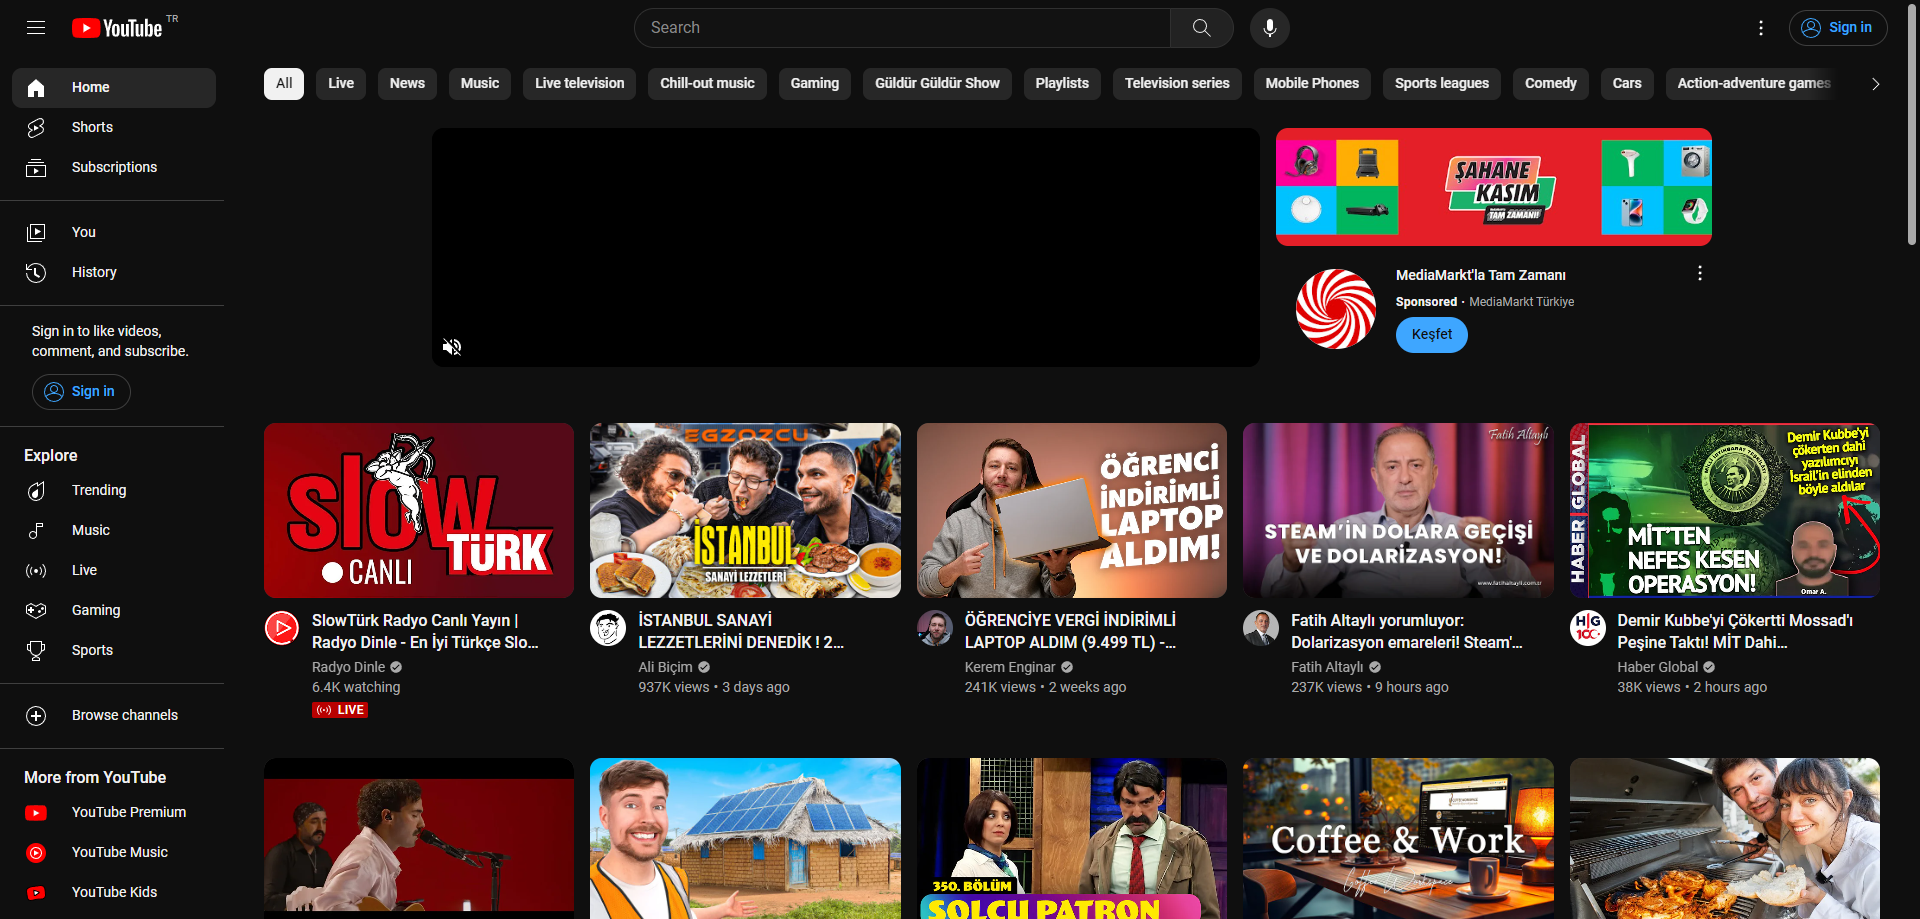 YouTube TR
Search
Sign in
Home
Shorts
Subscriptions
You
History
Sign in to like videos,
comment, and subscribe.
Sign in
Explore
Trending
Music
Live
Gaming
Sports
Browse channels
More from YouTube
YouTube Premium
YouTube Music
YouTube Kids
All
Live
News
Music
Live television
Chill-out music
Gaming
Güldür Güldür Show
Playlists
Television series
Mobile Phones
Sports leagues
Comedy
Cars
Action-adventure games
ŞAHANE
KASIM
TAM ZAMANI!
MediaMarkt'la Tam Zamanı
Sponsored · MediaMarkt Türkiye
Keşfet
slow
TÜRK
CANLI
SlowTürk Radyo Canlı Yayın |
Radyo Dinle - En İyi Türkçe Slo...
Radyo Dinle
6.4K watching
LIVE
EGZOZCU
İSTANBUL
SANAYİ LEZZETLERİ
İSTANBUL SANAYİ
LEZZETLERİNİ DENEDİK ! 2...
Ali Biçim
937K views • 3 days ago
ÖĞRENCİ
İNDİRİMLİ
LAPTOP
ALDIM!
ÖĞRENCİYE VERGİ İNDİRİMLİ
LAPTOP ALDIM (9.499 TL) -...
Kerem Enginar
241K views • 2 weeks ago
Fatih Altaylı
STEAM'İN DOLARA GEÇİŞİ
VE DOLARİZASYON!
www.fatihaltayli.com.tr
Fatih Altaylı yorumluyor:
Dolarizasyon emareleri! Steam'...
Fatih Altaylı
237K views • 9 hours ago
HABER GLOBAL
Demir Kubbe'yi
çökerten dahi
yazılımcıyı
İsrail'in elinden
böyle aldılar
MİT'TEN
NEFES KESEN
OPERASYON!
Omar A.
Demir Kubbe'yi Çökertti Mossad'ı
Peşine Taktı! MİT Dahi...
Haber Global
38K views • 2 hours ago
350. BÖLÜM
SOLCU PATRON
Coffee & Work